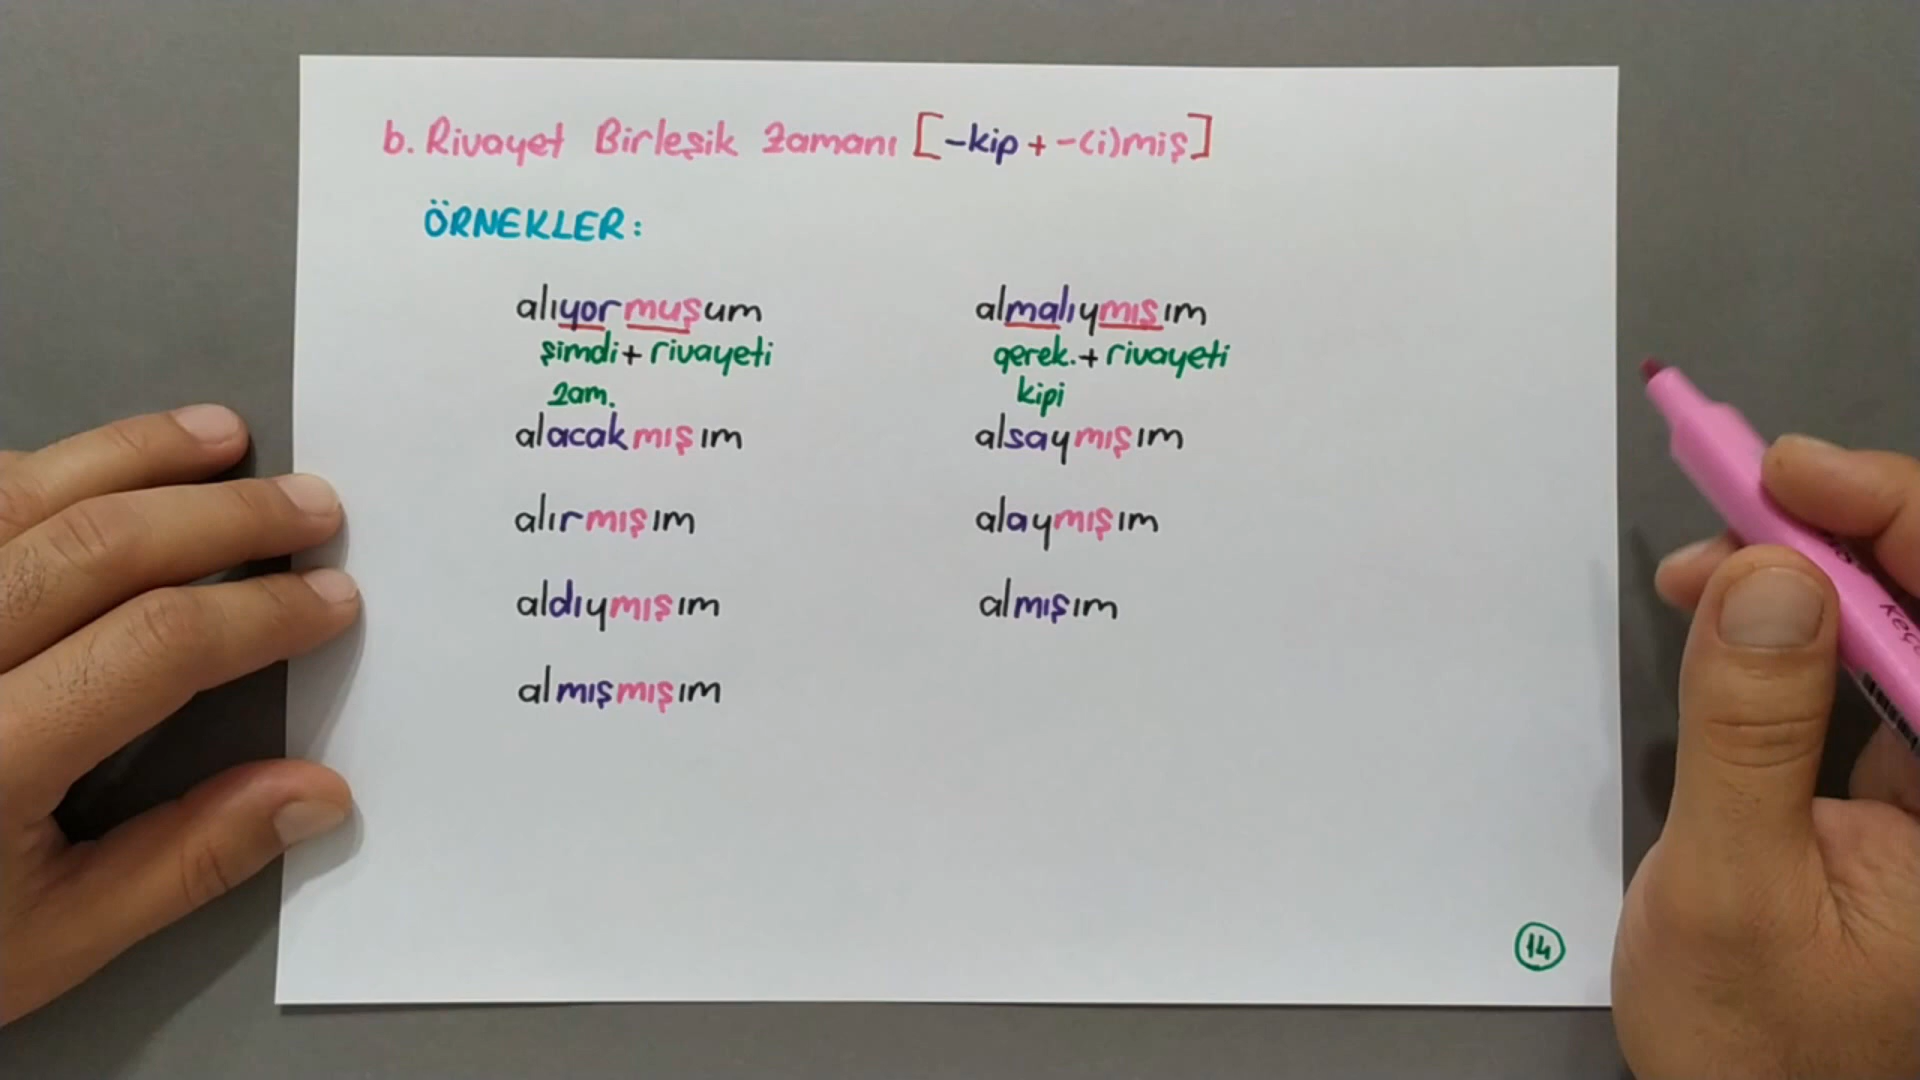 b. Rivayet Birleşik Zamanı [-kip + -(i)miş]
ÖRNEKLER:
alıyormuşum
şimdi + rivayeti
zam.
alacakmışım
alırmışım
aldıymışım
almışmışım
almalıymışım
gerek. + rivayeti
kipi
alsaymışım
alaymışım
almışım
14